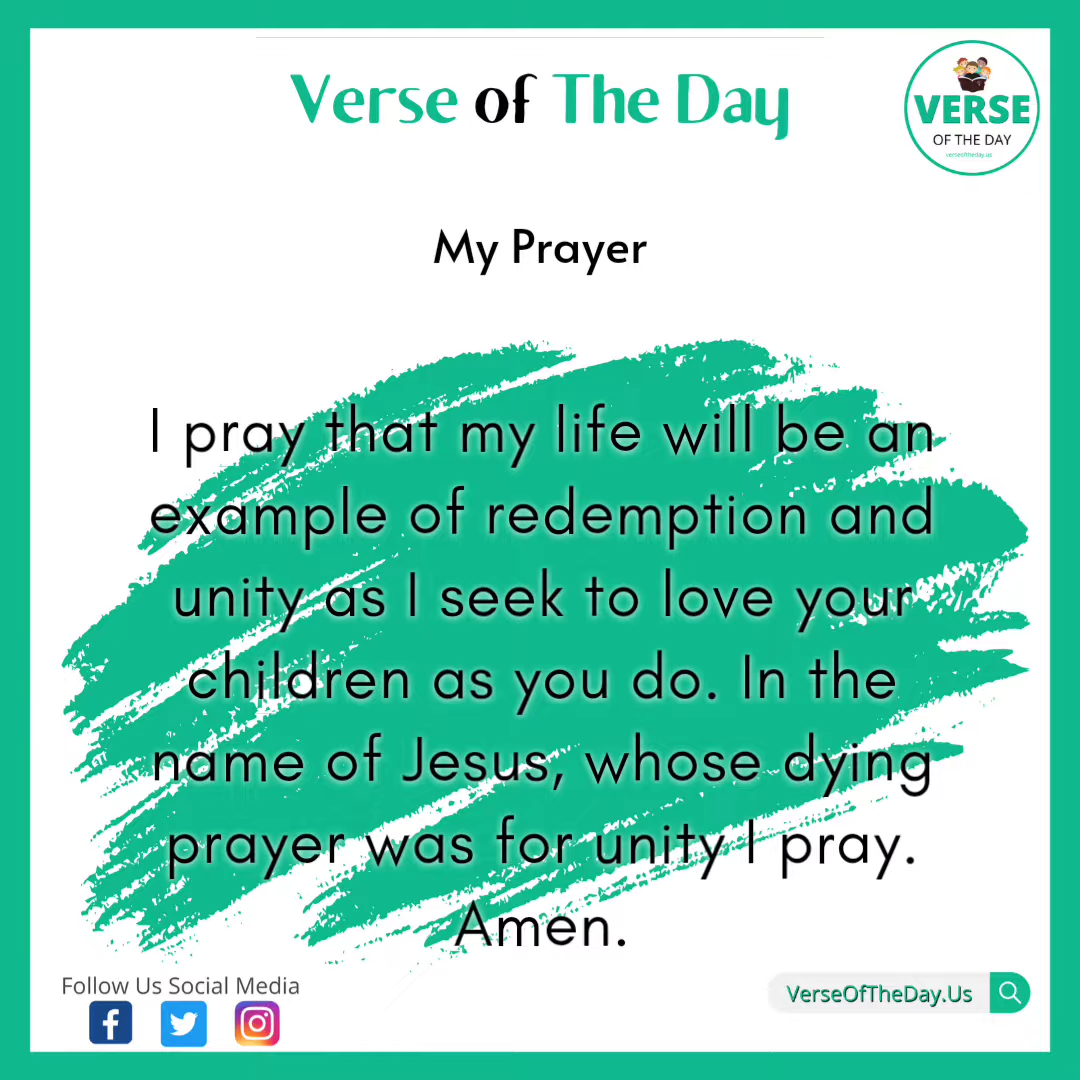 Verse of The Day
VERSE
OF THE DAY
verseoftheday.us
My Prayer
I pray that my life will be an
example of redemption and
unity as I seek to love your
children as you do. In the
name of Jesus, whose dying
prayer was for unity I pray.
Amen.
Follow Us Social Media
VerseOfTheDay.Us